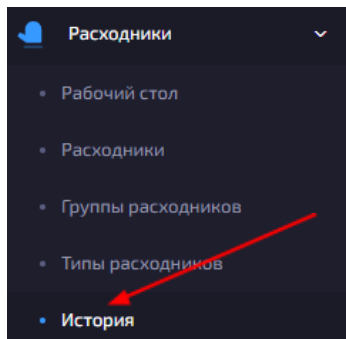 Расходники
Рабочий стол
Расходники
Группы расходников
Типы расходников
История